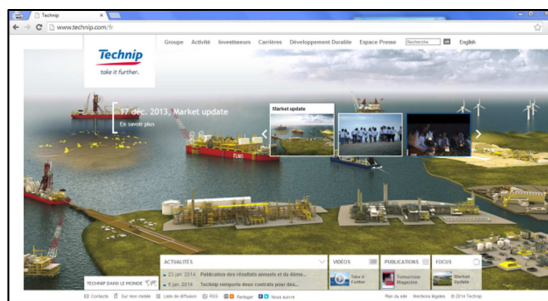 Technip
www.technip.com/fr
Groupe Activité Investisseurs Carrières Développement Durable Espace Presse Recherche OK English
Technip
take it further.
17 déc. 2013, Market update
En savoir plus
Market update
ACTUALITÉS
23 jan. 2014 Publication des résultats annuels et du 4ème...
6 jan. 2014 Technip remporte deux contrats pour des...
VIDÉOS
Take it Further
PUBLICATIONS
Tomorrow Magazine
FOCUS
Market Update
TECHNIP DANS LE MONDE
Contacts Sur mon mobile Liste de diffusion RSS Partager Nous suivre
Plan du site Mentions légales © 2014 Technip